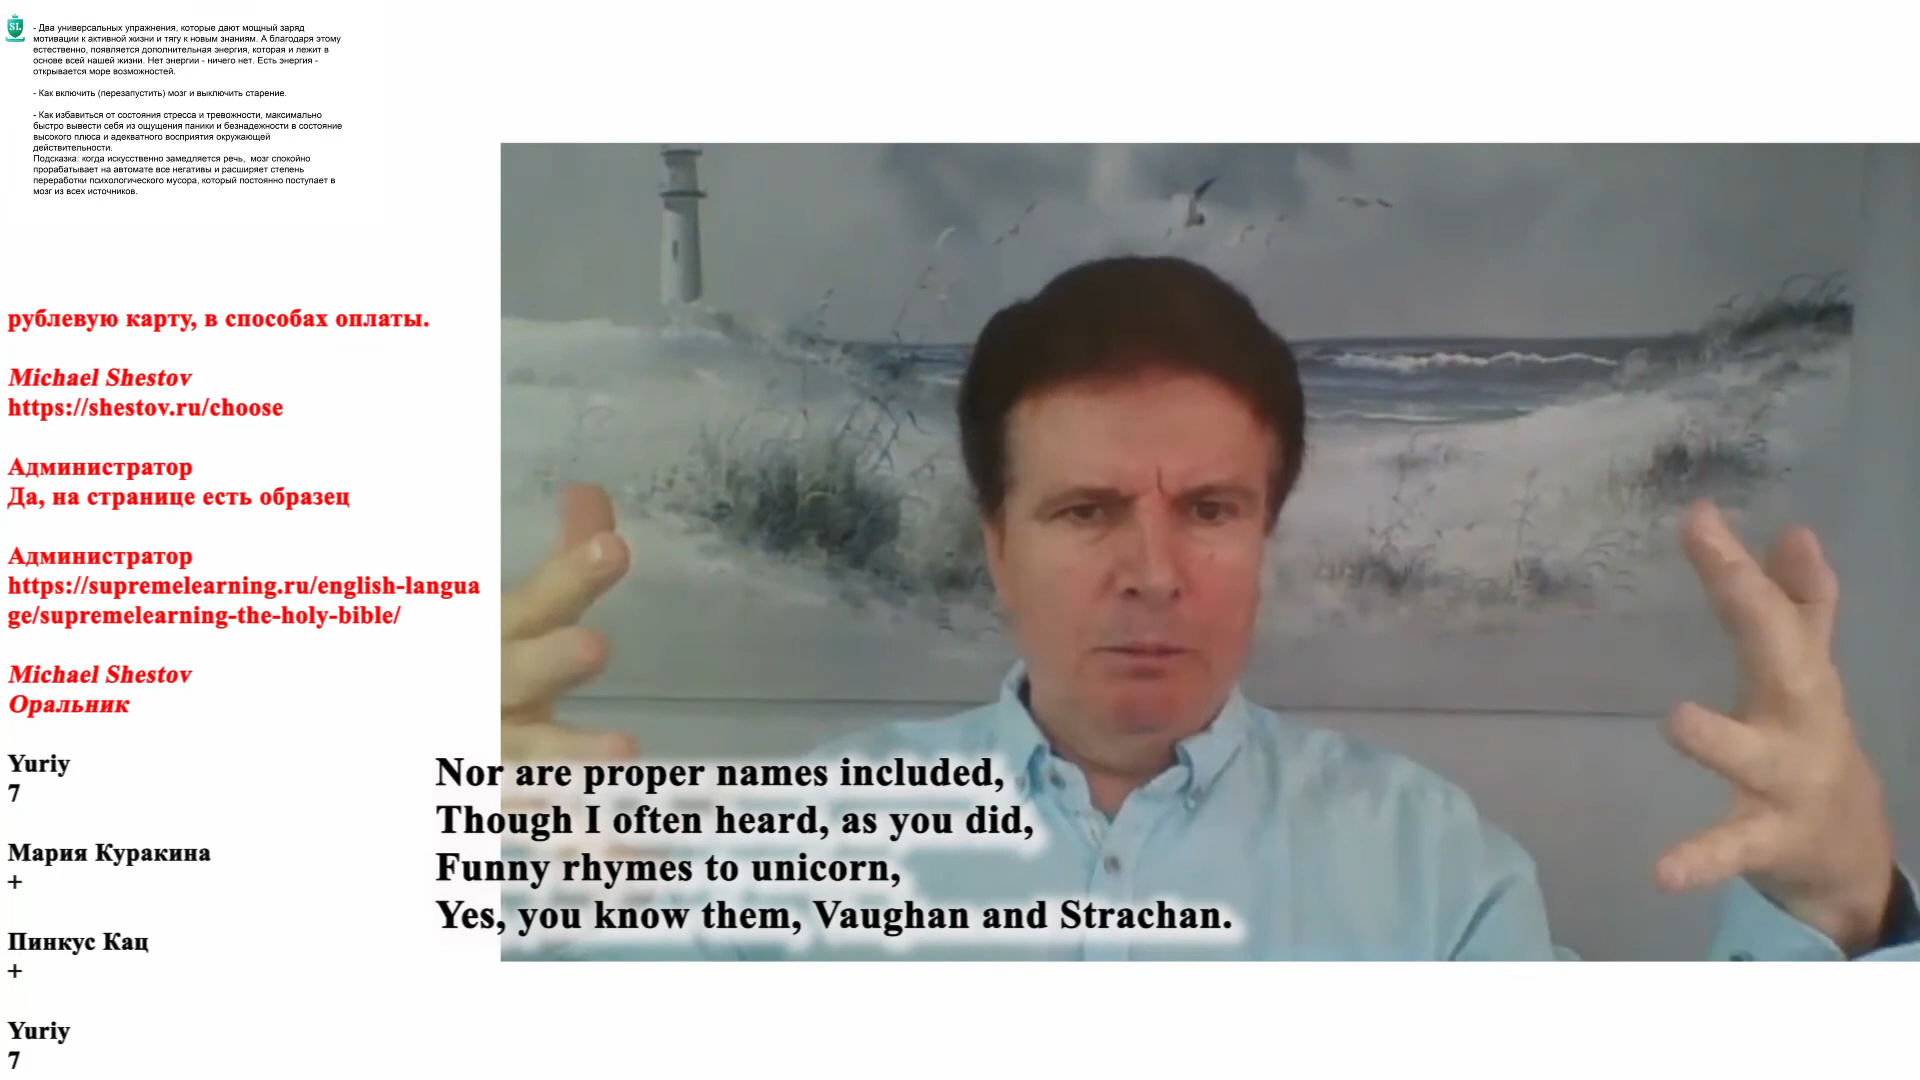 SL
- Два универсальных упражнения, которые дают мощный заряд
мотивации к активной жизни и тягу к новым знаниям. А благодаря этому
естественно, появляется дополнительная энергия, которая и лежит в
основе всей нашей жизни. Нет энергии - ничего нет. Есть энергия -
открывается море возможностей.
- Как включить (перезапустить) мозг и выключить старение.
- Как избавиться от состояния стресса и тревожности, максимально
быстро вывести себя из ощущения паники и безнадежности в состояние
высокого плюса и адекватного восприятия окружающей
действительности.
Подсказка: когда искусственно замедляется речь, мозг спокойно
прорабатывает на автомате все негативы и расширяет степень
переработки психологического мусора, который постоянно поступает в
мозг из всех источников.
рублевую карту, в способах оплаты.
Michael Shestov
https://shestov.ru/choose
Администратор
Да, на странице есть образец
Администратор
https://supremelearning.ru/english-langua
ge/supremelearning-the-holy-bible/
Michael Shestov
Оральник
Yuriy
7
Мария Куракина
+
Пинкус Кац
+
Yuriy
7
Nor are proper names included,
Though I often heard, as you did,
Funny rhymes to unicorn,
Yes, you know them, Vaughan and Strachan.